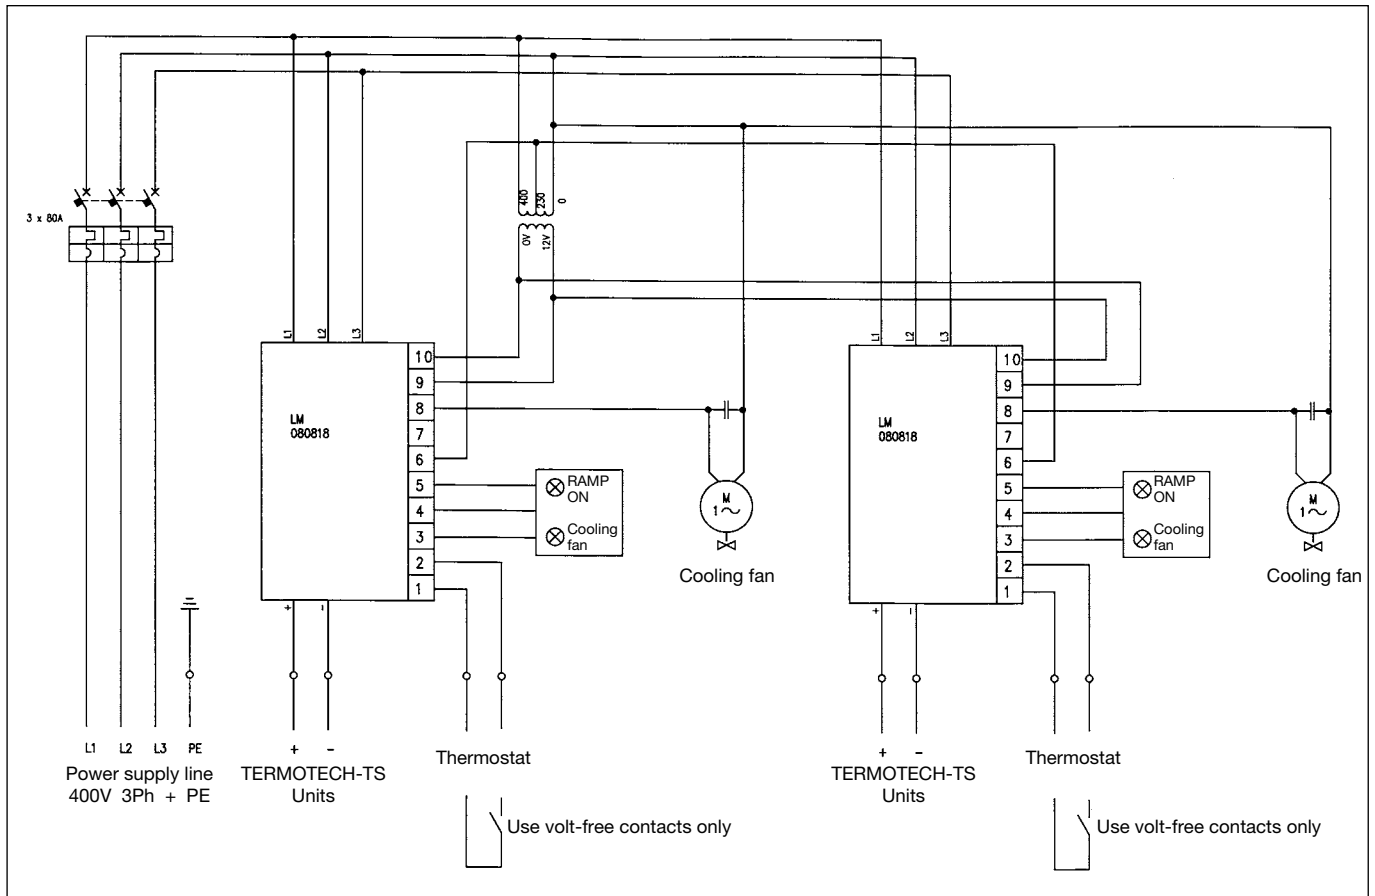 3 x 80A
400
230
0
0V
12V
L1
L2
L3
LM
080818
10
9
8
7
6
5
4
3
2
1
RAMP
ON
Cooling
fan
M
1
Cooling fan
+
-
L1
L2
L3
LM
080818
10
9
8
7
6
5
4
3
2
1
RAMP
ON
Cooling
fan
M
1
Cooling fan
+
-
L1 L2 L3 PE
Power supply line
400V 3Ph + PE
+ -
TERMOTECH-TS
Units
Thermostat
Use volt-free contacts only
+ -
TERMOTECH-TS
Units
Thermostat
Use volt-free contacts only